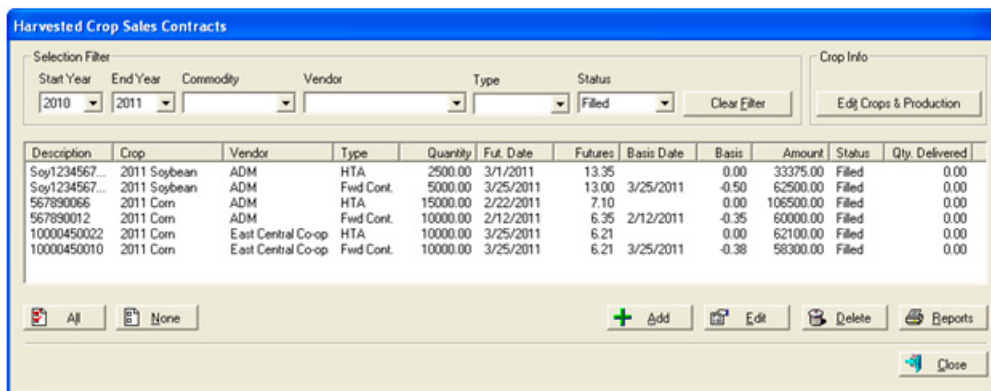 Harvested Crop Sales Contracts
Selection Filter
Crop Info
Start Year End Year Commodity Vendor Type Status
2010 2011 Filled Clear Filter Edit Crops & Production
Description Crop Vendor Type Quantity Fut. Date Futures Basis Date Basis Amount Status Qty. Delivered
Soy1234567... 2011 Soybean ADM HTA 2500.00 3/1/2011 13.35 0.00 33375.00 Filled 0.00
Soy1234567... 2011 Soybean ADM Fwd Cont. 5000.00 3/25/2011 13.00 3/25/2011 -0.50 62500.00 Filled 0.00
567890066 2011 Corn ADM HTA 15000.00 2/22/2011 7.10 0.00 106500.00 Filled 0.00
567890012 2011 Corn ADM Fwd Cont. 10000.00 2/12/2011 6.35 2/12/2011 -0.35 60000.00 Filled 0.00
10000450022 2011 Corn East Central Co-op HTA 10000.00 3/25/2011 6.21 0.00 62100.00 Filled 0.00
10000450010 2011 Corn East Central Co-op Fwd Cont. 10000.00 3/25/2011 6.21 3/25/2011 -0.38 58300.00 Filled 0.00
All None Add Edit Delete Reports
Close